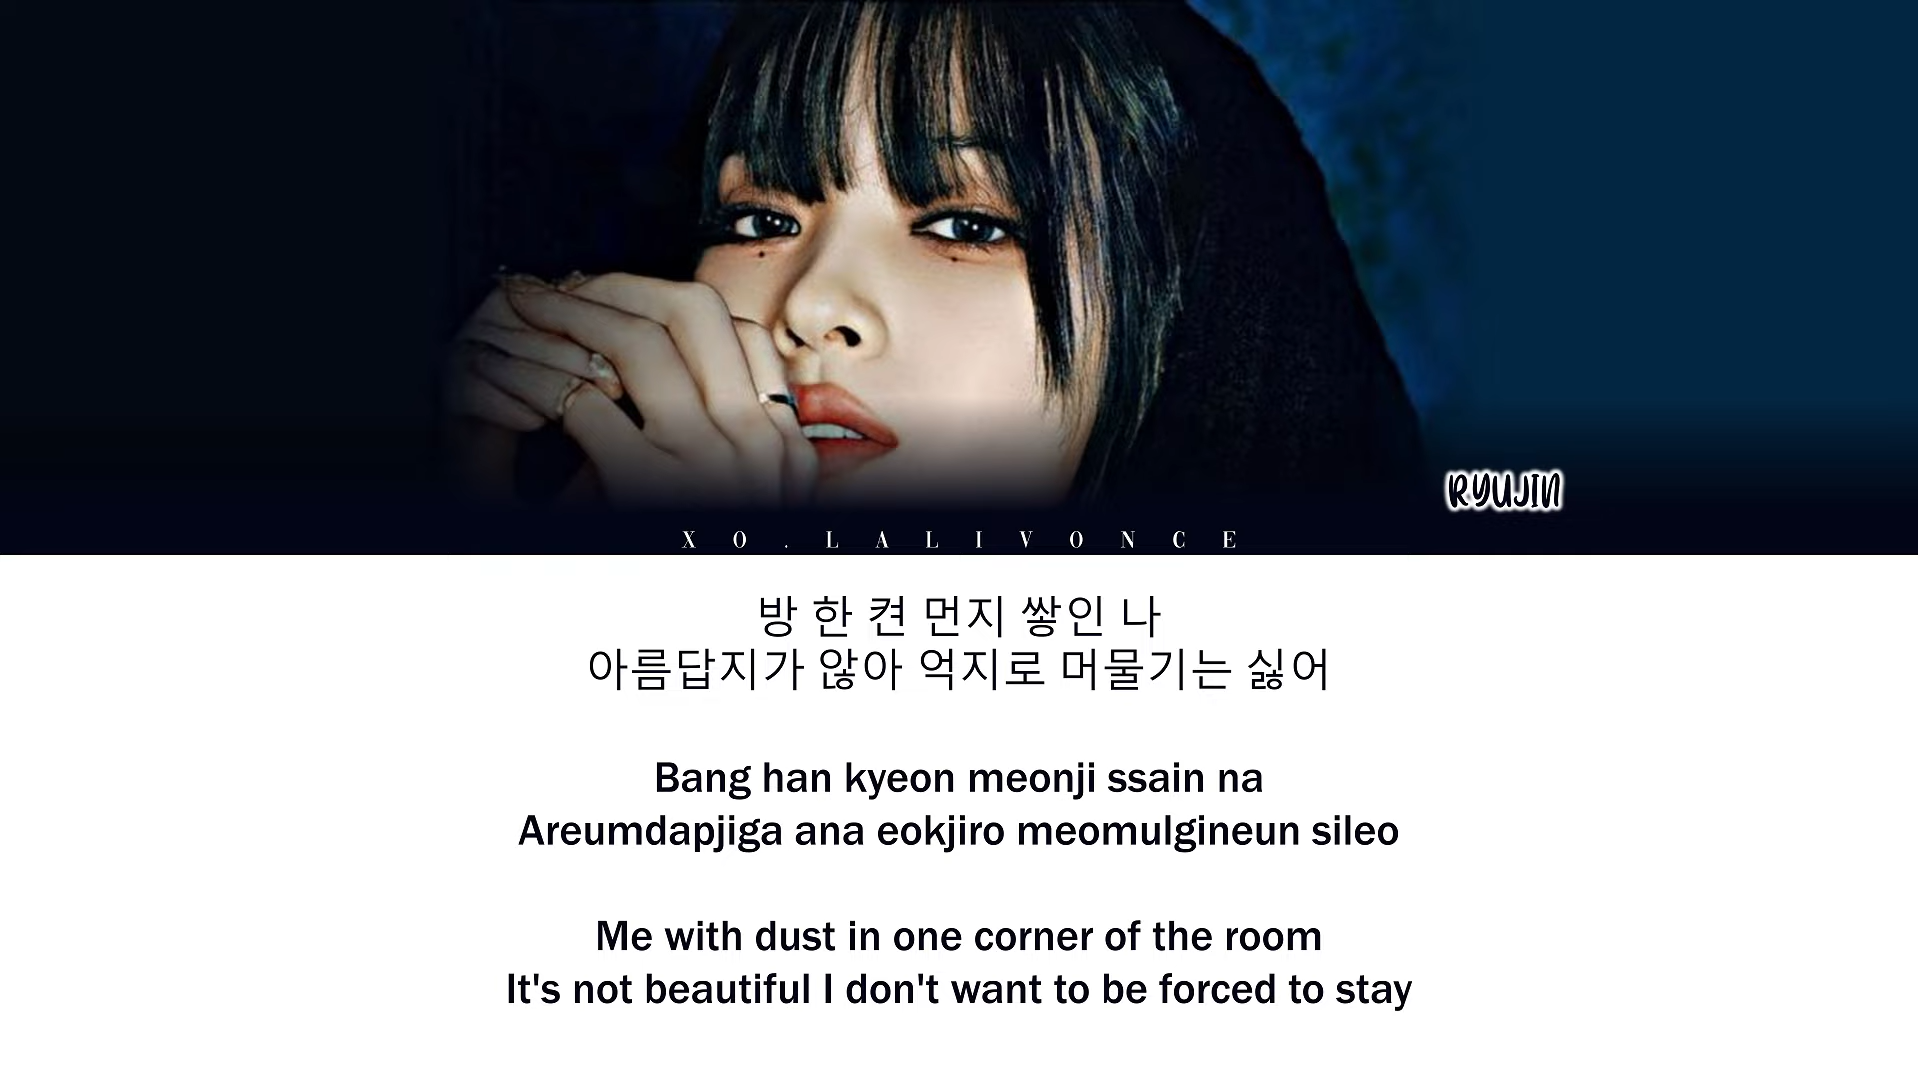 RYUJIN
XO.LALIVONCE
방 한 켠 먼지 쌓인 나
아름답지가 않아 억지로 머물기는 싫어
Bang han kyeon meonji ssain na
Areumdapjiga ana eokjiro meomulgineun sileo
Me with dust in one corner of the room
It's not beautiful I don't want to be forced to stay